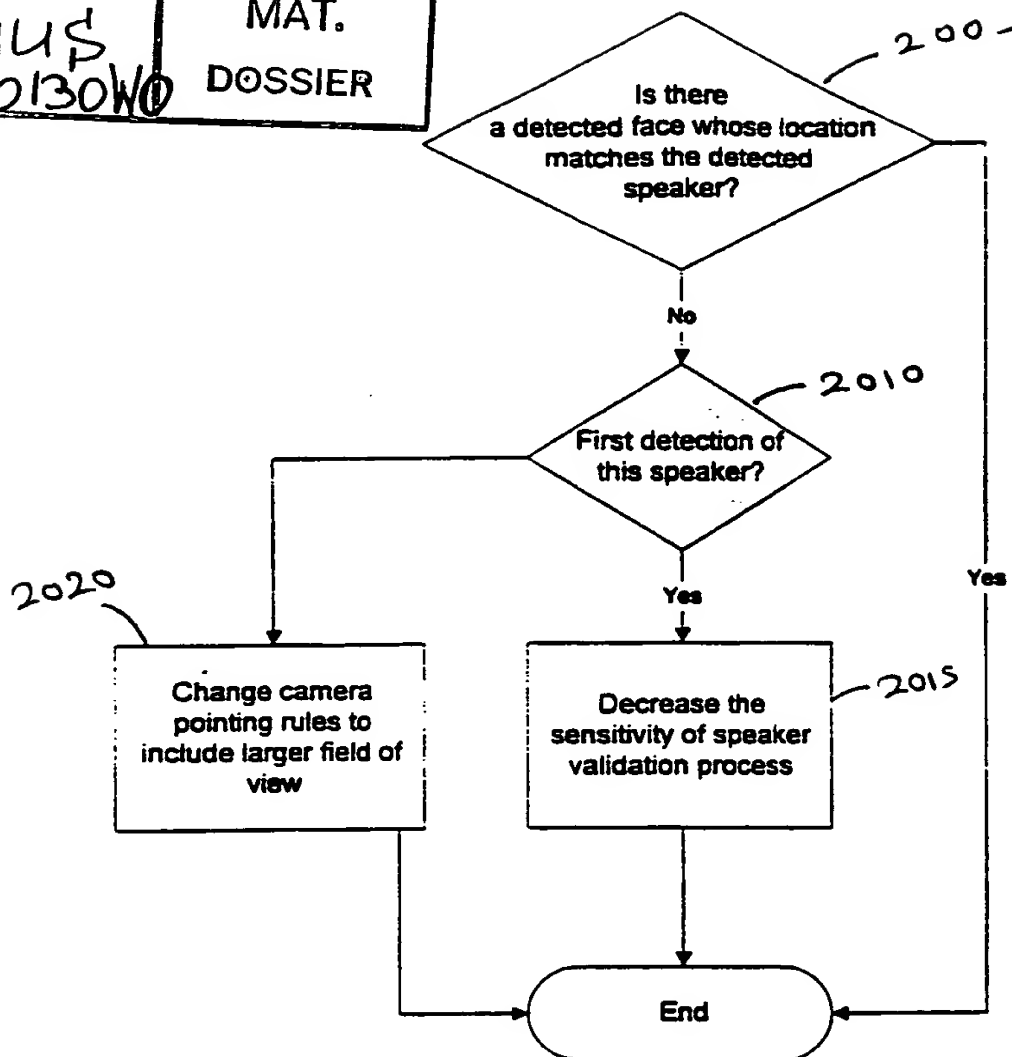 MAT.
DOSSIER
200
Is there
a detected face whose location
matches the detected
speaker?
No
2010
First detection of
this speaker?
Yes
Yes
2020
Change camera
pointing rules to
include larger field of
view
Decrease the
sensitivity of speaker
validation process
2015
End